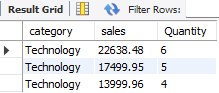 Result Grid Filter Rows:
category sales Quantity
Technology 22638.48 6
Technology 17499.95 5
Technology 13999.96 4